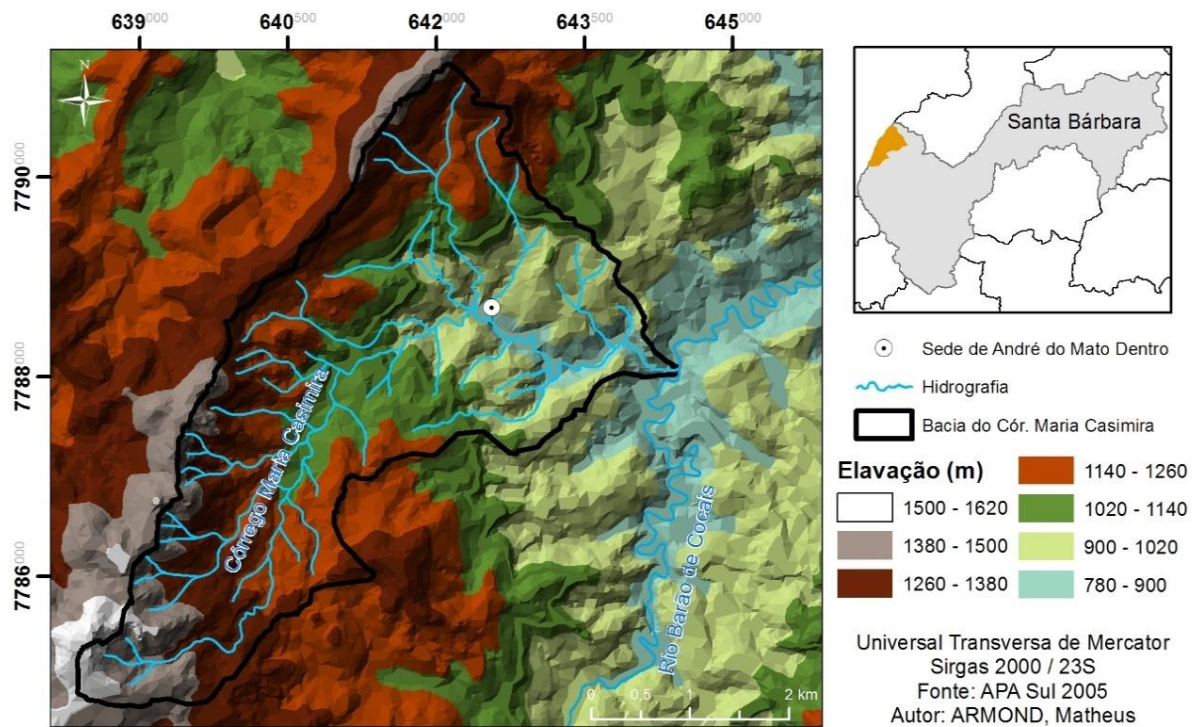 639000 640500 642000 643500 645000
N
7790000
7788000
7786000
Córrego Maria Casimira
Rio Barão de Cocais
0 0,5 1 2 km
Santa Bárbara
Sede de André do Mato Dentro
Hidrografia
Bacia do Cór. Maria Casimira
Elavação (m)
1500 - 1620
1380 - 1500
1260 - 1380
1140 - 1260
1020 - 1140
900 - 1020
780 - 900
Universal Transversa de Mercator
Sirgas 2000 / 23S
Fonte: APA Sul 2005
Autor: ARMOND, Matheus